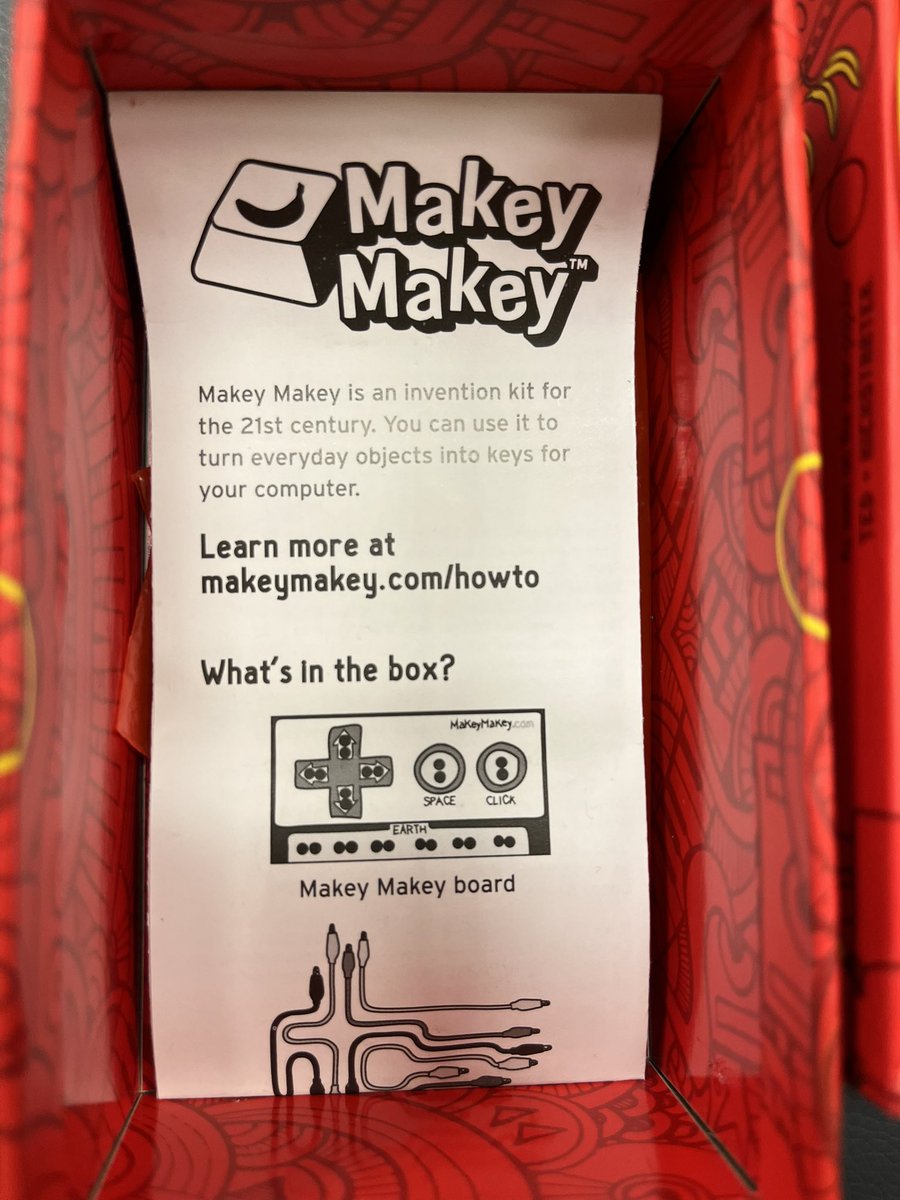 Makey
Makey™
Makey Makey is an invention kit for
the 21st century. You can use it to
turn everyday objects into keys for
your computer.
Learn more at
makeymakey.com/howto
What's in the box?
MaKeyMaKey.com
SPACE
CLICK
EARTH
Makey Makey board